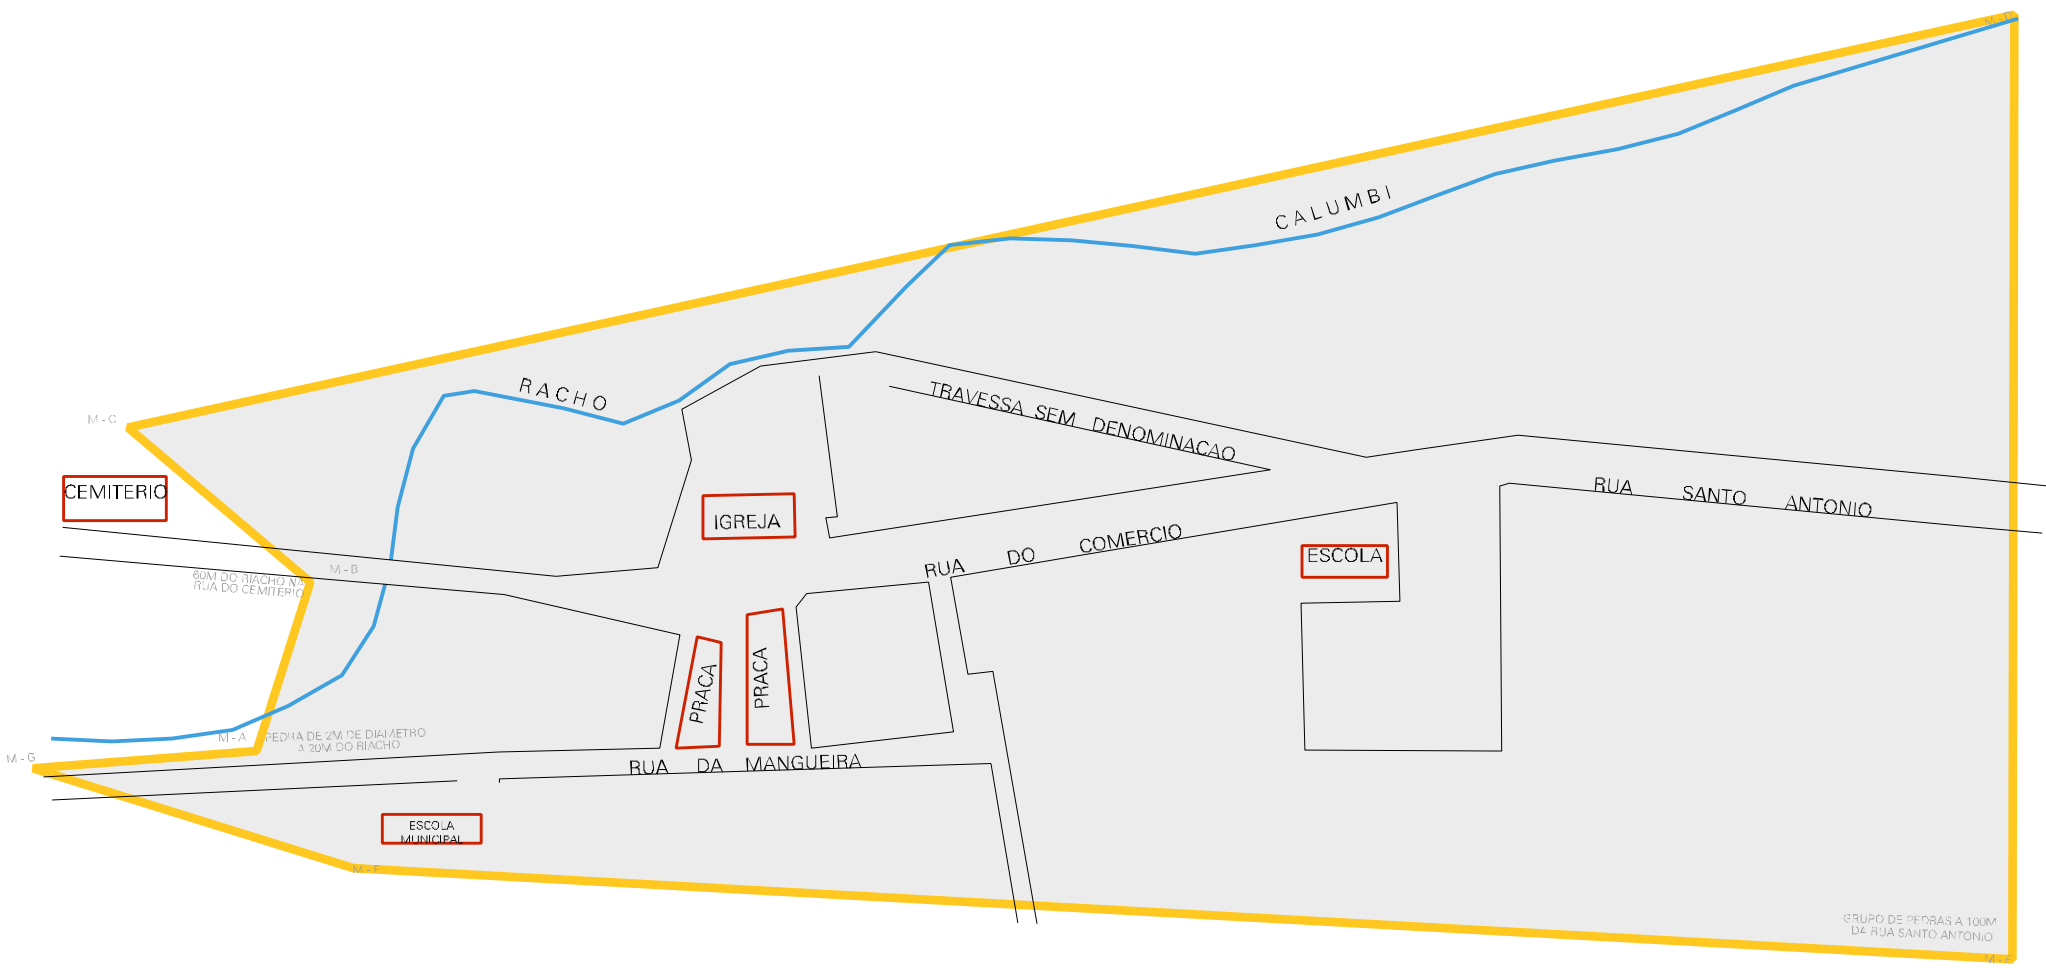 M - D
CALUMBI
RACHO
TRAVESSA SEM DENOMINACAO
M - C
CEMITERIO
RUA SANTO ANTONIO
IGREJA
RUA DO COMERCIO
ESCOLA
M - B
60M DO RIACHO NA
RUA DO CEMITERIO
PRACA
PRACA
M - A
PEDRA DE 2M DE DIAMETRO
A 20M DO RIACHO
M - G
RUA DA MANGUEIRA
ESCOLA
MUNICIPAL
M - F
GRUPO DE PEDRAS A 100M
DA RUA SANTO ANTONIO
M - E